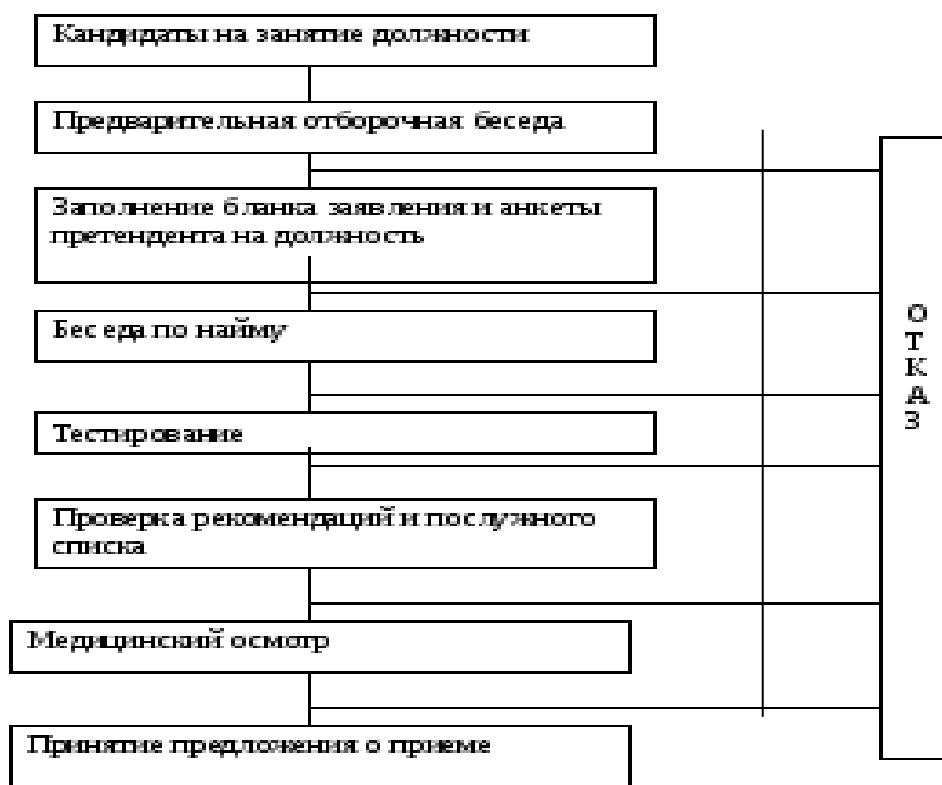 Кандидаты на занятие должности
Предварительная отборочная беседа
Заполнение бланка заявления и анкеты
претендента на должность
Беседа по найму
Тестирование
Проверка рекомендаций и послужного
списка
Медицинский осмотр
Принятие предложения о приеме
ОТКАЗ